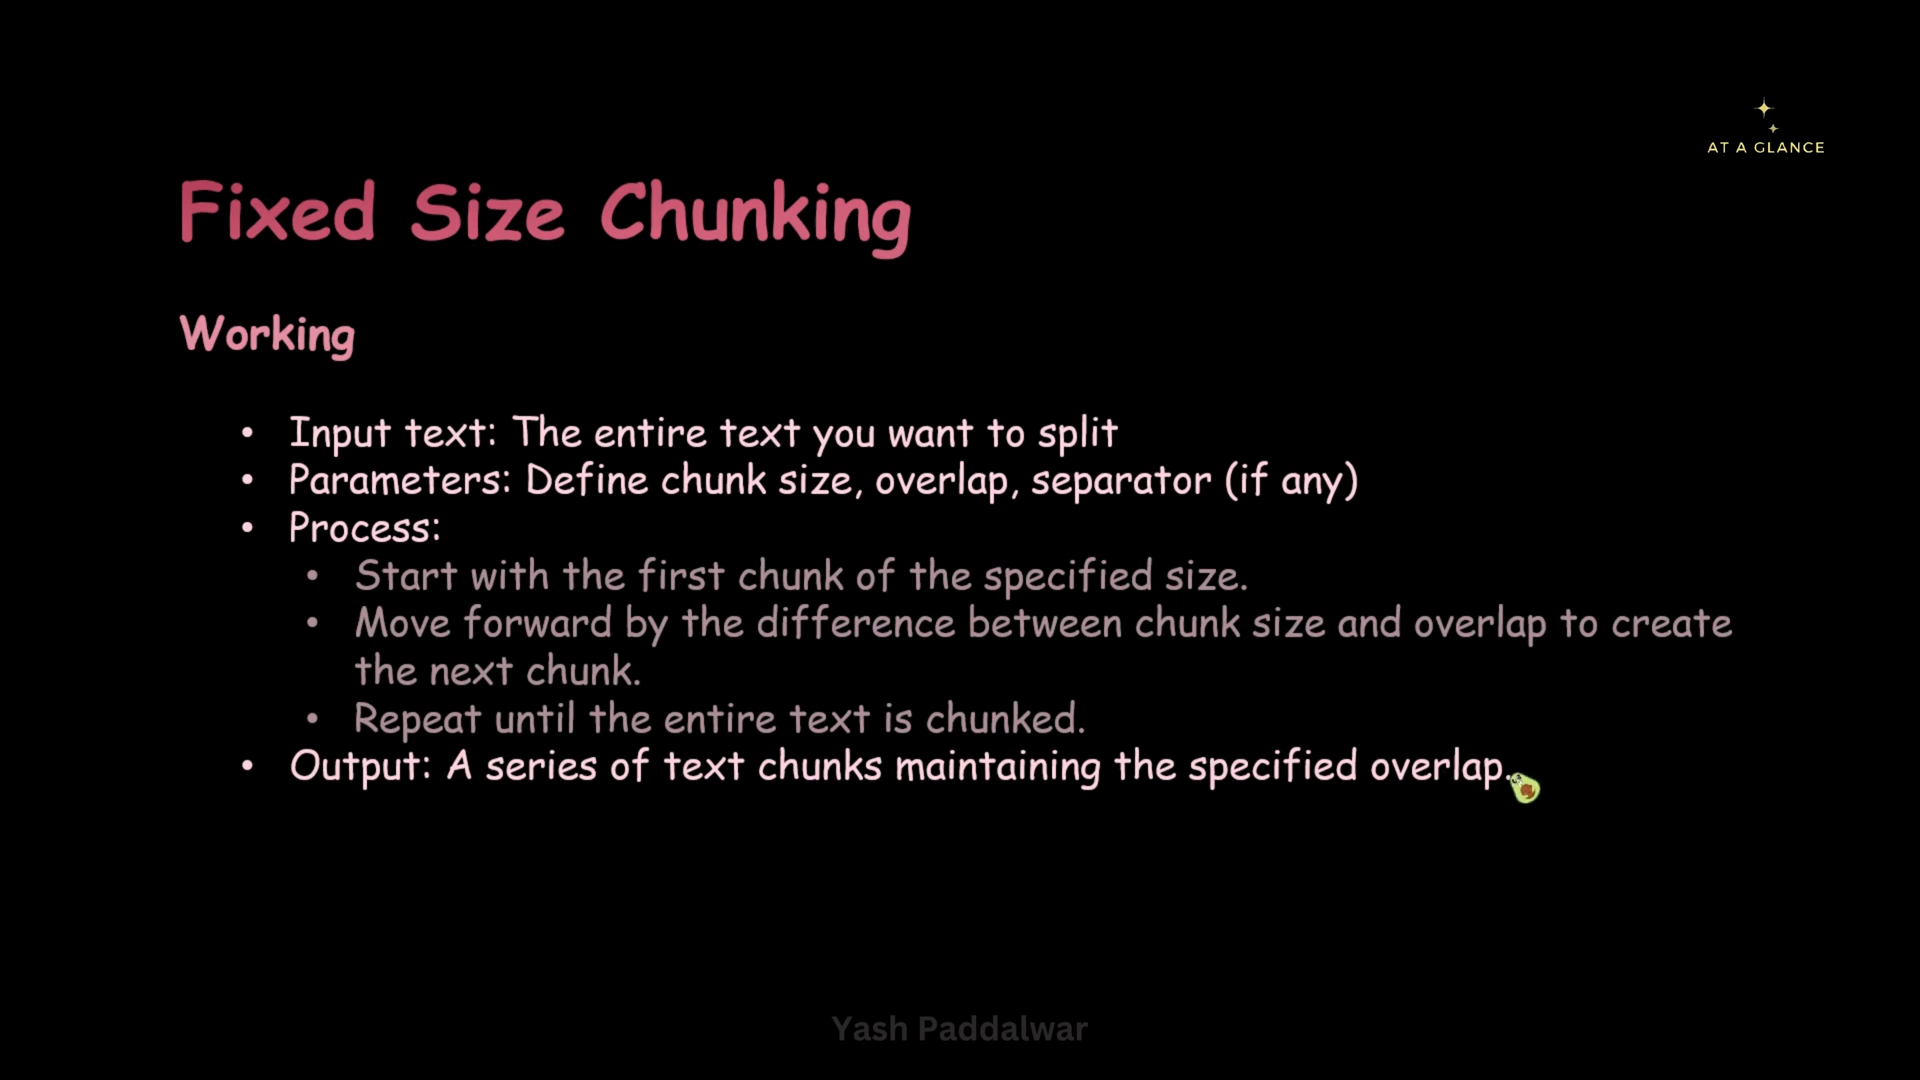 AT A GLANCE
Fixed Size Chunking
Working
• Input text: The entire text you want to split
• Parameters: Define chunk size, overlap, separator (if any)
• Process:
• Start with the first chunk of the specified size.
• Move forward by the difference between chunk size and overlap to create
the next chunk.
• Repeat until the entire text is chunked.
• Output: A series of text chunks maintaining the specified overlap.
Yash Paddalwar